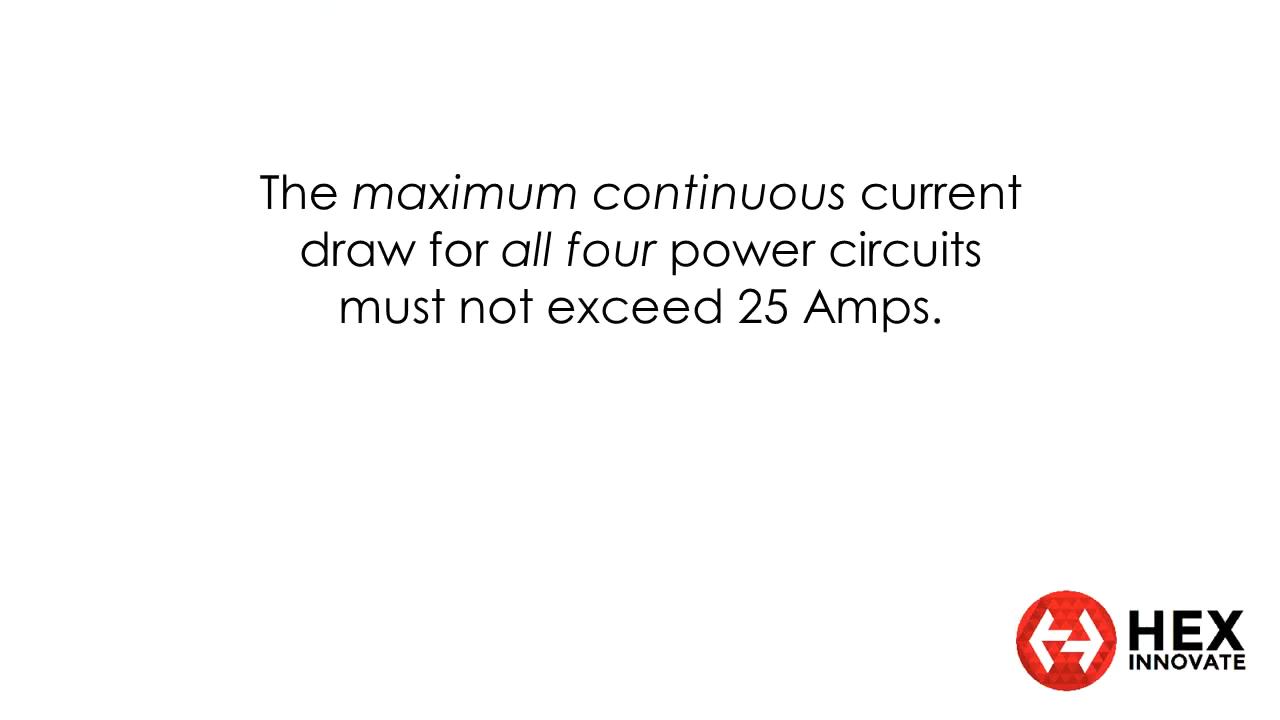 The maximum continuous current
draw for all four power circuits
must not exceed 25 Amps.
HEX
INNOVATE